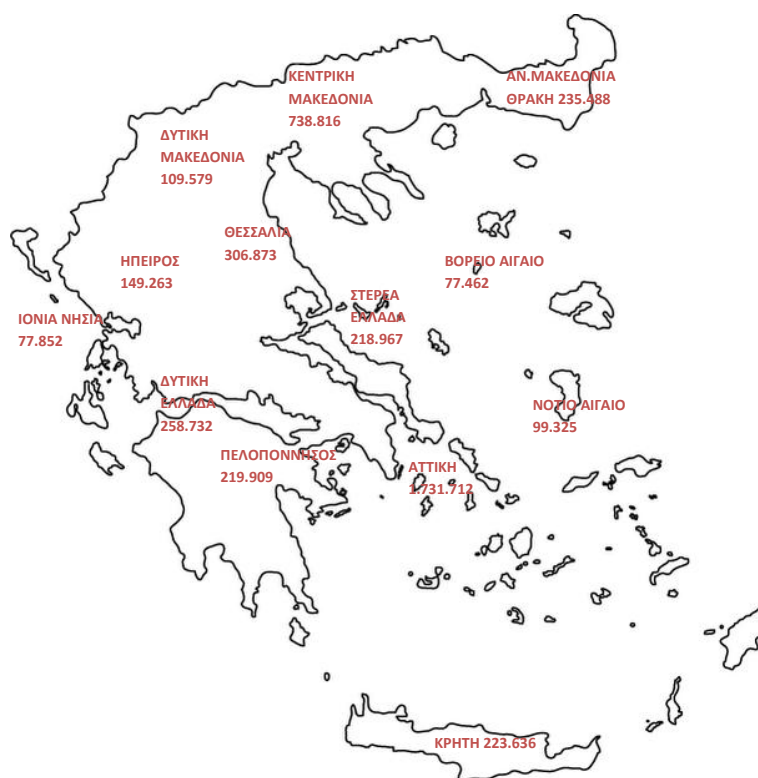 ΚΕΝΤΡΙΚΗ
ΜΑΚΕΔΟΝΙΑ
738.816
ΑΝ.ΜΑΚΕΔΟΝΙΑ
ΘΡΑΚΗ 235.488
ΔΥΤΙΚΗ
ΜΑΚΕΔΟΝΙΑ
109.579
ΘΕΣΣΑΛΙΑ
306.873
ΗΠΕΙΡΟΣ
149.263
ΒΟΡΕΙΟ ΑΙΓΑΙΟ
77.462
ΣΤΕΡΕΑ
ΕΛΛΑΔΑ
218.967
ΙΟΝΙΑ ΝΗΣΙΑ
77.852
ΔΥΤΙΚΗ
ΕΛΛΑΔΑ
258.732
ΝΟΤΙΟ ΑΙΓΑΙΟ
99.325
ΠΕΛΟΠΟΝΝΗΣΟΣ
219.909
ΑΤΤΙΚΗ
1.731.712
ΚΡΗΤΗ 223.636